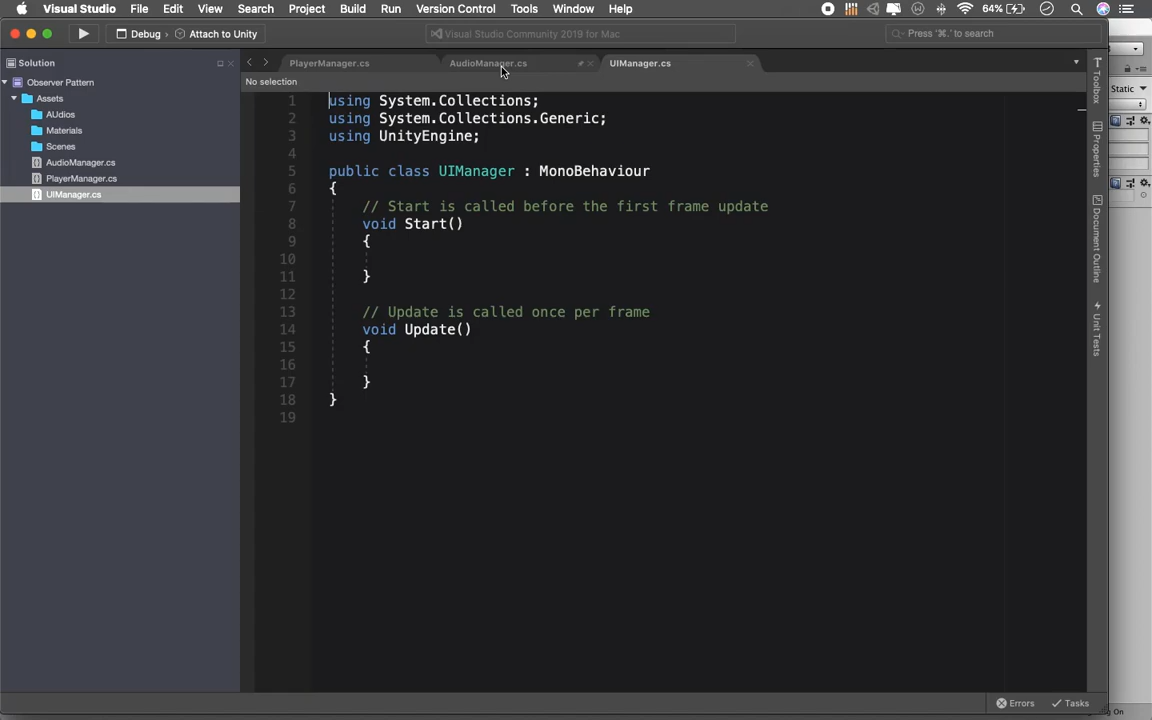 Visual Studio File Edit View Search Project Build Run Version Control Tools Window Help 64%
Debug › Attach to Unity Visual Studio Community 2019 for Mac Press '⌘.' to search
Solution PlayerManager.cs AudioManager.cs UIManager.cs
No selection
Observer Pattern
Assets
AUdios
Materials
Scenes
AudioManager.cs
PlayerManager.cs
UIManager.cs
1 using System.Collections;
2 using System.Collections.Generic;
3 using UnityEngine;
4
5 public class UIManager : MonoBehaviour
6 {
7 // Start is called before the first frame update
8 void Start()
9 {
10
11 }
12
13 // Update is called once per frame
14 void Update()
15 {
16
17 }
18 }
19
Toolbox
Properties
Document Outline
Unit Tests
Static
Errors Tasks
g On